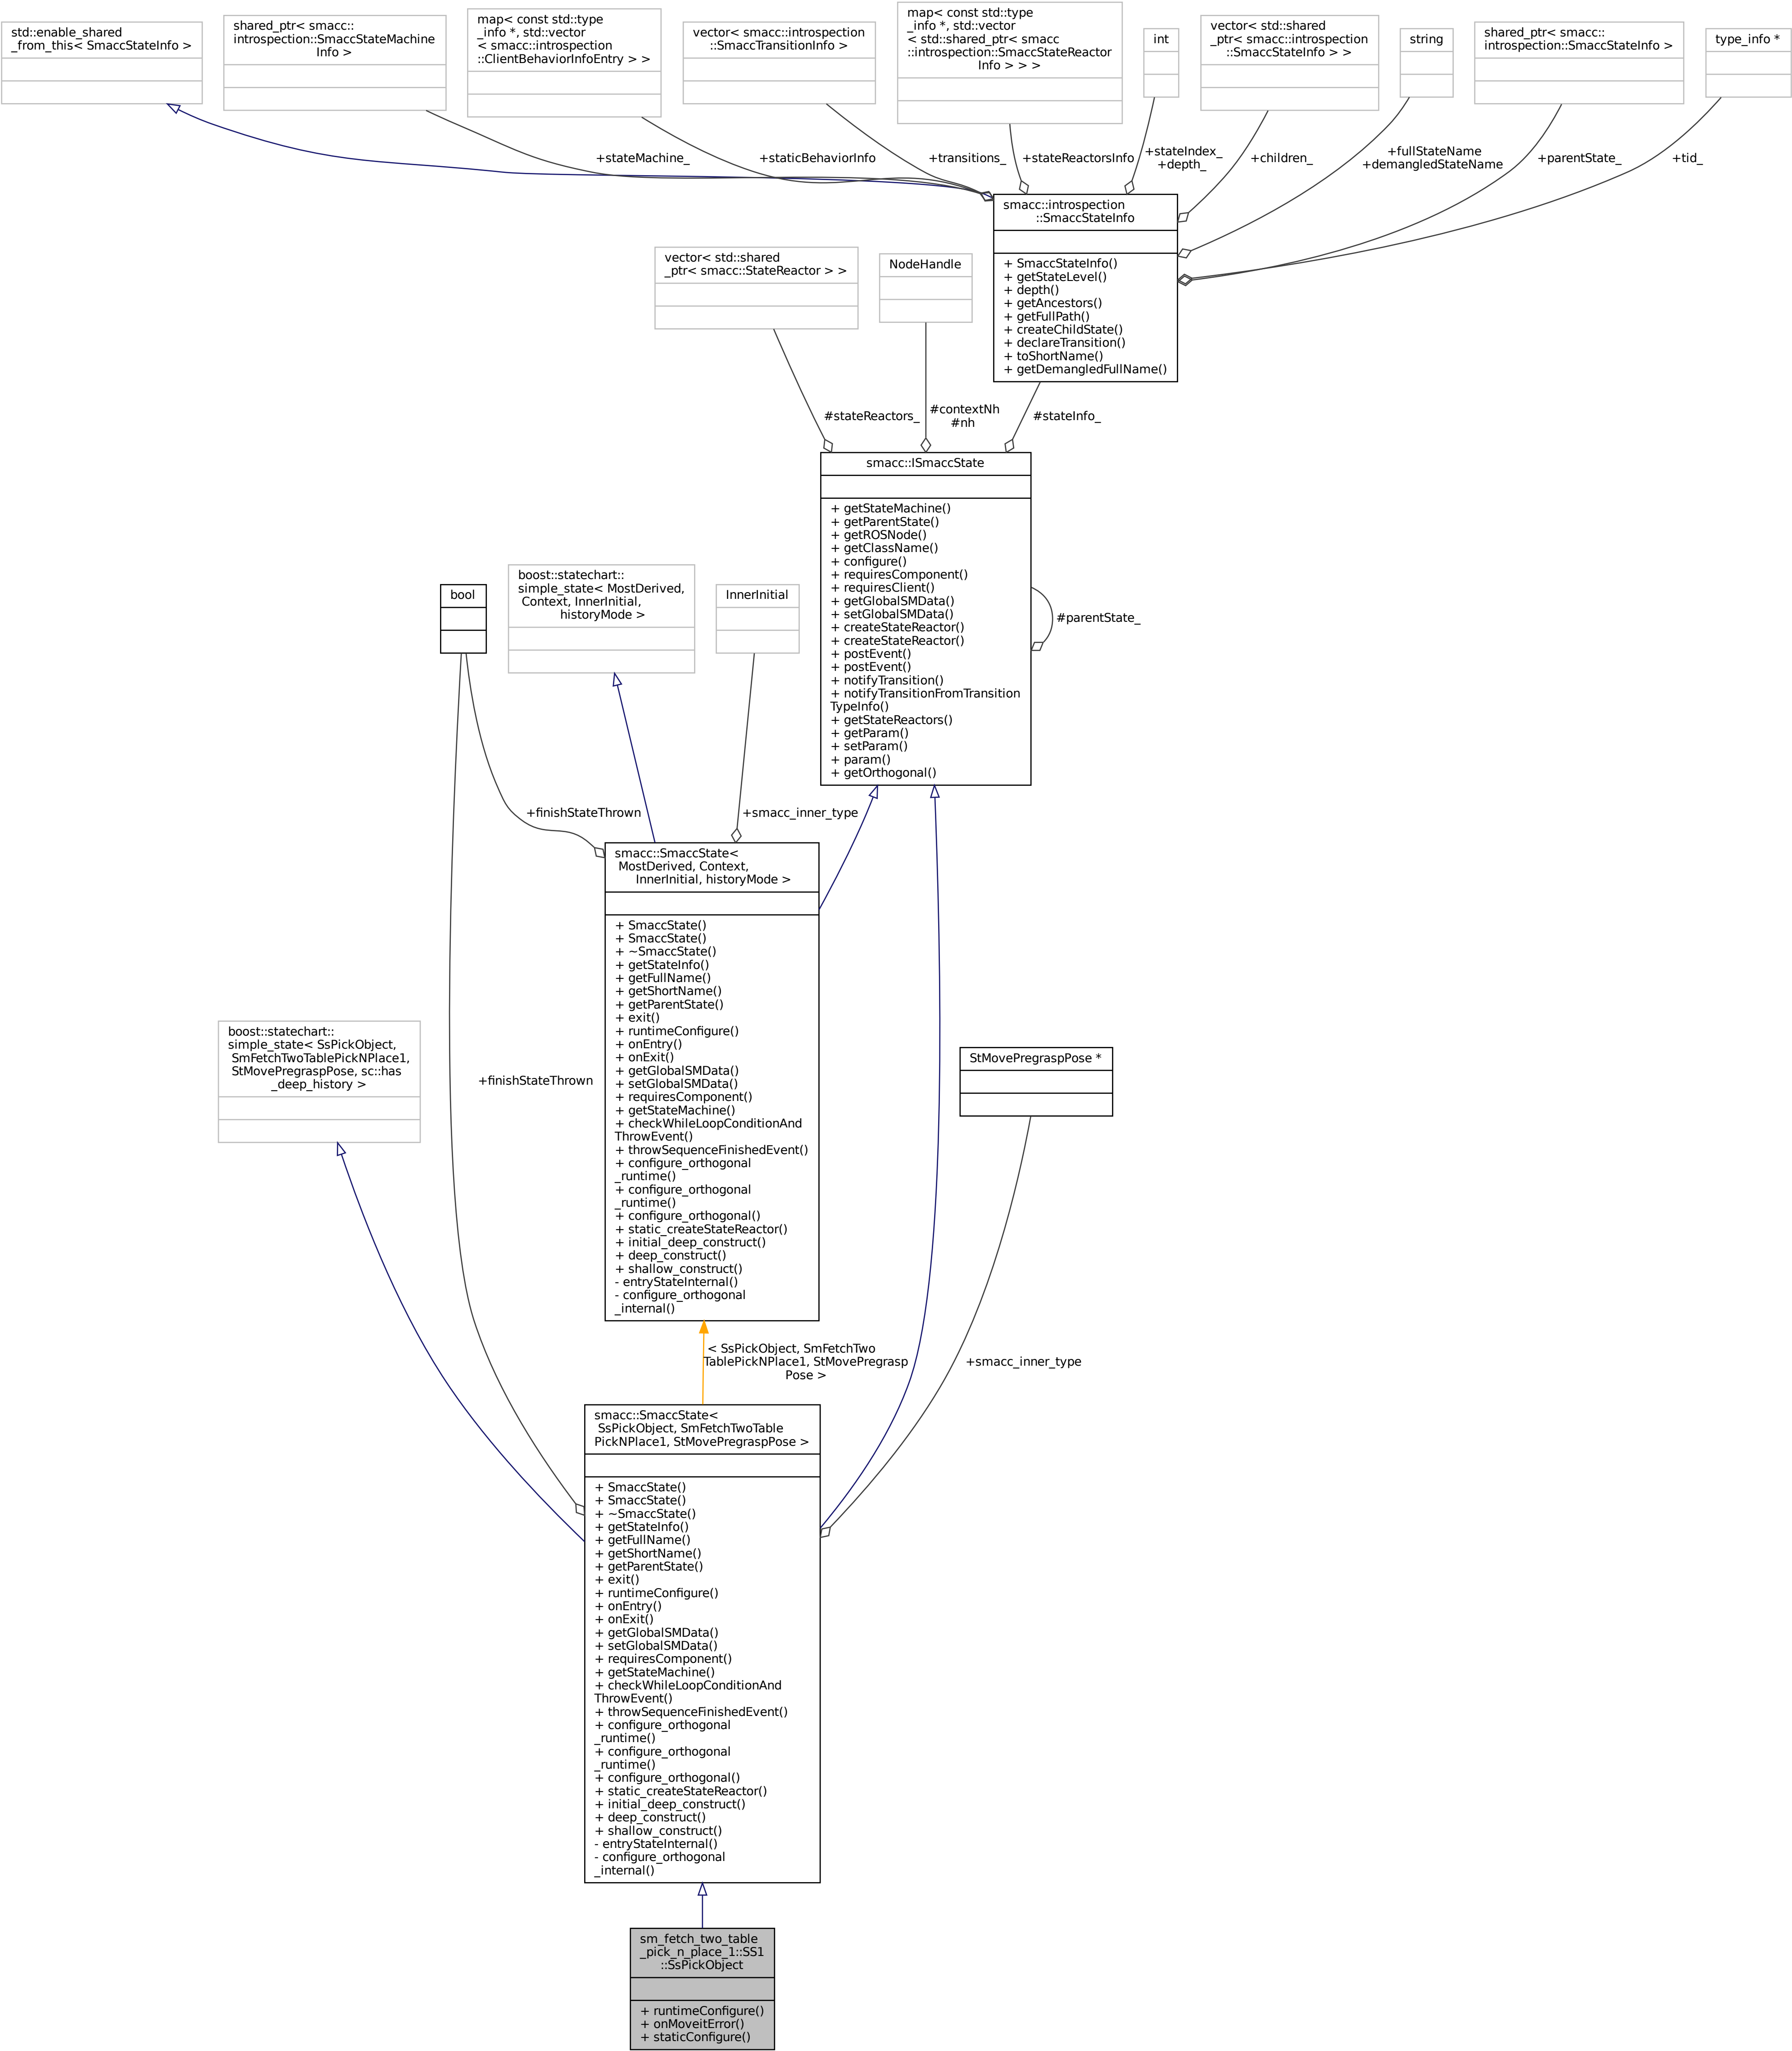 std::enable_shared
_from_this< SmaccStateInfo >
shared_ptr< smacc::
introspection::SmaccStateMachine
Info >
map< const std::type
_info *, std::vector
< smacc::introspection
::ClientBehaviorInfoEntry > >
vector< smacc::introspection
::SmaccTransitionInfo >
map< const std::type
_info *, std::vector
< std::shared_ptr< smacc
::introspection::SmaccStateReactor
Info > > >
int
vector< std::shared
_ptr< smacc::introspection
::SmaccStateInfo > >
string
shared_ptr< smacc::
introspection::SmaccStateInfo >
type_info *
+stateMachine_
+staticBehaviorInfo
+transitions_
+stateReactorsInfo
+stateIndex_
+depth_
+children_
+fullStateName
+demangledStateName
+parentState_
+tid_
smacc::introspection
::SmaccStateInfo
+ SmaccStateInfo()
+ getStateLevel()
+ depth()
+ getAncestors()
+ getFullPath()
+ createChildState()
+ declareTransition()
+ toShortName()
+ getDemangledFullName()
vector< std::shared
_ptr< smacc::StateReactor > >
NodeHandle
#stateReactors_
#contextNh
#nh
#stateInfo_
smacc::ISmaccState
+ getStateMachine()
+ getParentState()
+ getROSNode()
+ getClassName()
+ configure()
+ requiresComponent()
+ requiresClient()
+ getGlobalSMData()
+ setGlobalSMData()
+ createStateReactor()
+ createStateReactor()
+ postEvent()
+ postEvent()
+ notifyTransition()
+ notifyTransitionFromTransition
TypeInfo()
+ getStateReactors()
+ getParam()
+ setParam()
+ param()
+ getOrthogonal()
#parentState_
bool
boost::statechart::
simple_state< MostDerived,
Context, InnerInitial,
historyMode >
InnerInitial
+finishStateThrown
+smacc_inner_type
smacc::SmaccState<
MostDerived, Context,
InnerInitial, historyMode >
+ SmaccState()
+ SmaccState()
+ ~SmaccState()
+ getStateInfo()
+ getFullName()
+ getShortName()
+ getParentState()
+ exit()
+ runtimeConfigure()
+ onEntry()
+ onExit()
+ getGlobalSMData()
+ setGlobalSMData()
+ requiresComponent()
+ getStateMachine()
+ checkWhileLoopConditionAnd
ThrowEvent()
+ throwSequenceFinishedEvent()
+ configure_orthogonal
_runtime()
+ configure_orthogonal
_runtime()
+ configure_orthogonal()
+ static_createStateReactor()
+ initial_deep_construct()
+ deep_construct()
+ shallow_construct()
- entryStateInternal()
- configure_orthogonal
_internal()
boost::statechart::
simple_state< SsPickObject,
SmFetchTwoTablePickNPlace1,
StMovePregraspPose, sc::has
_deep_history >
+finishStateThrown
StMovePregraspPose *
< SsPickObject, SmFetchTwo
TablePickNPlace1, StMovePregrasp
Pose >
+smacc_inner_type
smacc::SmaccState<
SsPickObject, SmFetchTwoTable
PickNPlace1, StMovePregraspPose >
+ SmaccState()
+ SmaccState()
+ ~SmaccState()
+ getStateInfo()
+ getFullName()
+ getShortName()
+ getParentState()
+ exit()
+ runtimeConfigure()
+ onEntry()
+ onExit()
+ getGlobalSMData()
+ setGlobalSMData()
+ requiresComponent()
+ getStateMachine()
+ checkWhileLoopConditionAnd
ThrowEvent()
+ throwSequenceFinishedEvent()
+ configure_orthogonal
_runtime()
+ configure_orthogonal
_runtime()
+ configure_orthogonal()
+ static_createStateReactor()
+ initial_deep_construct()
+ deep_construct()
+ shallow_construct()
- entryStateInternal()
- configure_orthogonal
_internal()
sm_fetch_two_table
_pick_n_place_1::SS1
::SsPickObject
+ runtimeConfigure()
+ onMoveitError()
+ staticConfigure()